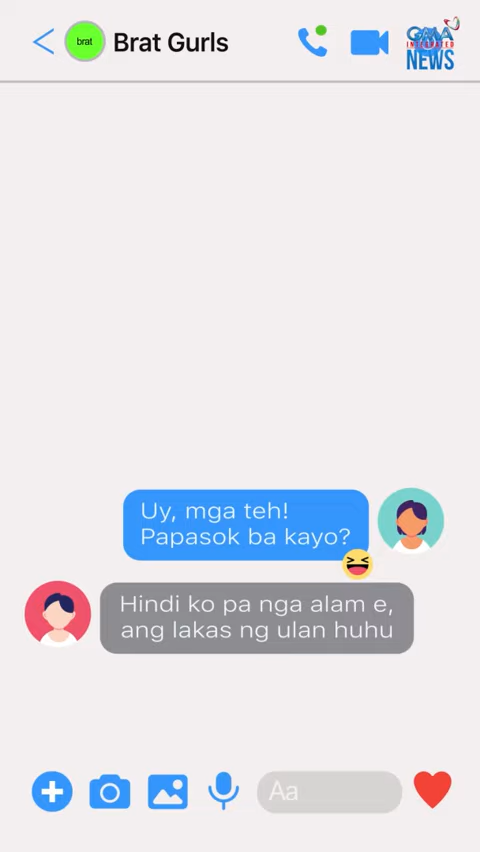 brat
Brat Gurls
GMA
INTEGRATED
NEWS
Uy, mga teh!
Papasok ba kayo?
Hindi ko pa nga alam e,
ang lakas ng ulan huhu
Aa